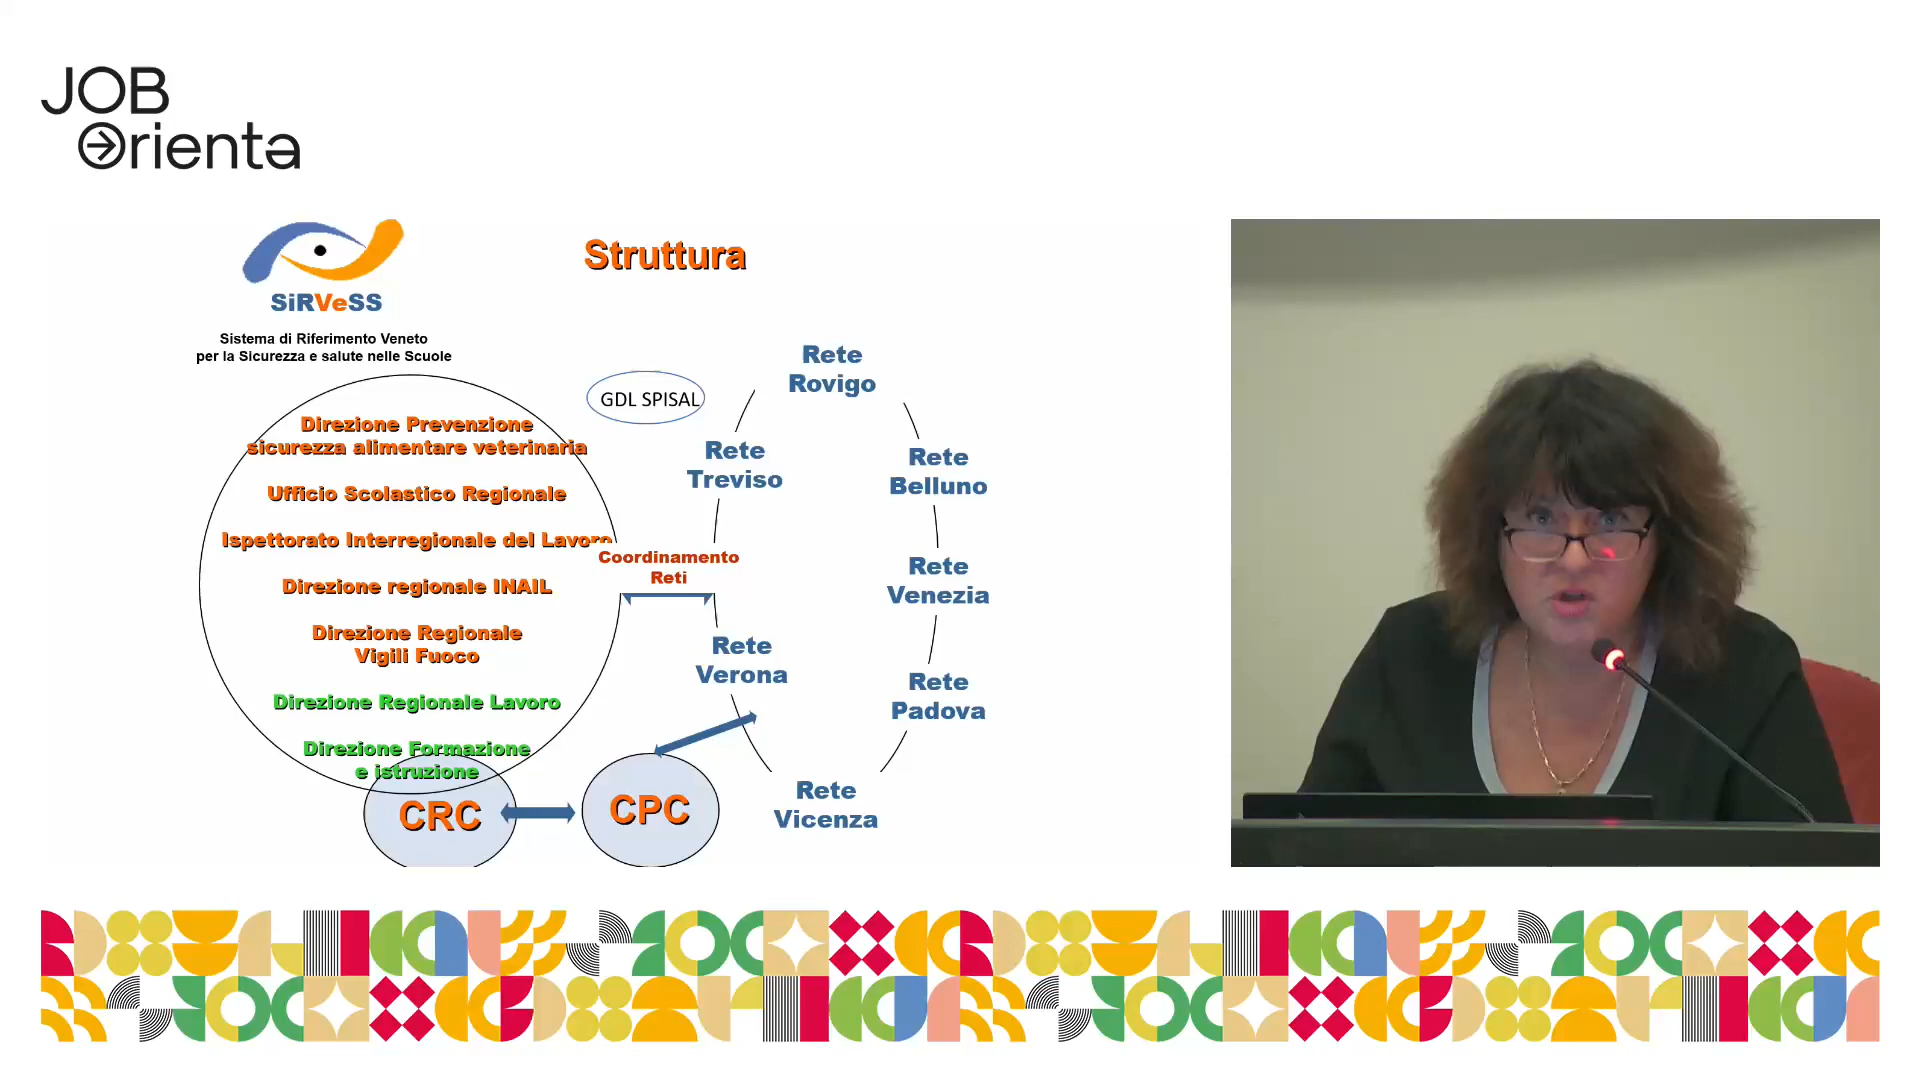 JOB
Orienta
SiRVeSS
Sistema di Riferimento Veneto
per la Sicurezza e salute nelle Scuole
Struttura
Direzione Prevenzione
sicurezza alimentare veterinaria
Ufficio Scolastico Regionale
Ispettorato Interregionale del Lavoro
Direzione regionale INAIL
Direzione Regionale
Vigili Fuoco
Direzione Regionale Lavoro
Direzione Formazione
e istruzione
CRC
CPC
GDL SPISAL
Coordinamento
Reti
Rete
Rovigo
Rete
Treviso
Rete
Belluno
Rete
Venezia
Rete
Verona
Rete
Padova
Rete
Vicenza